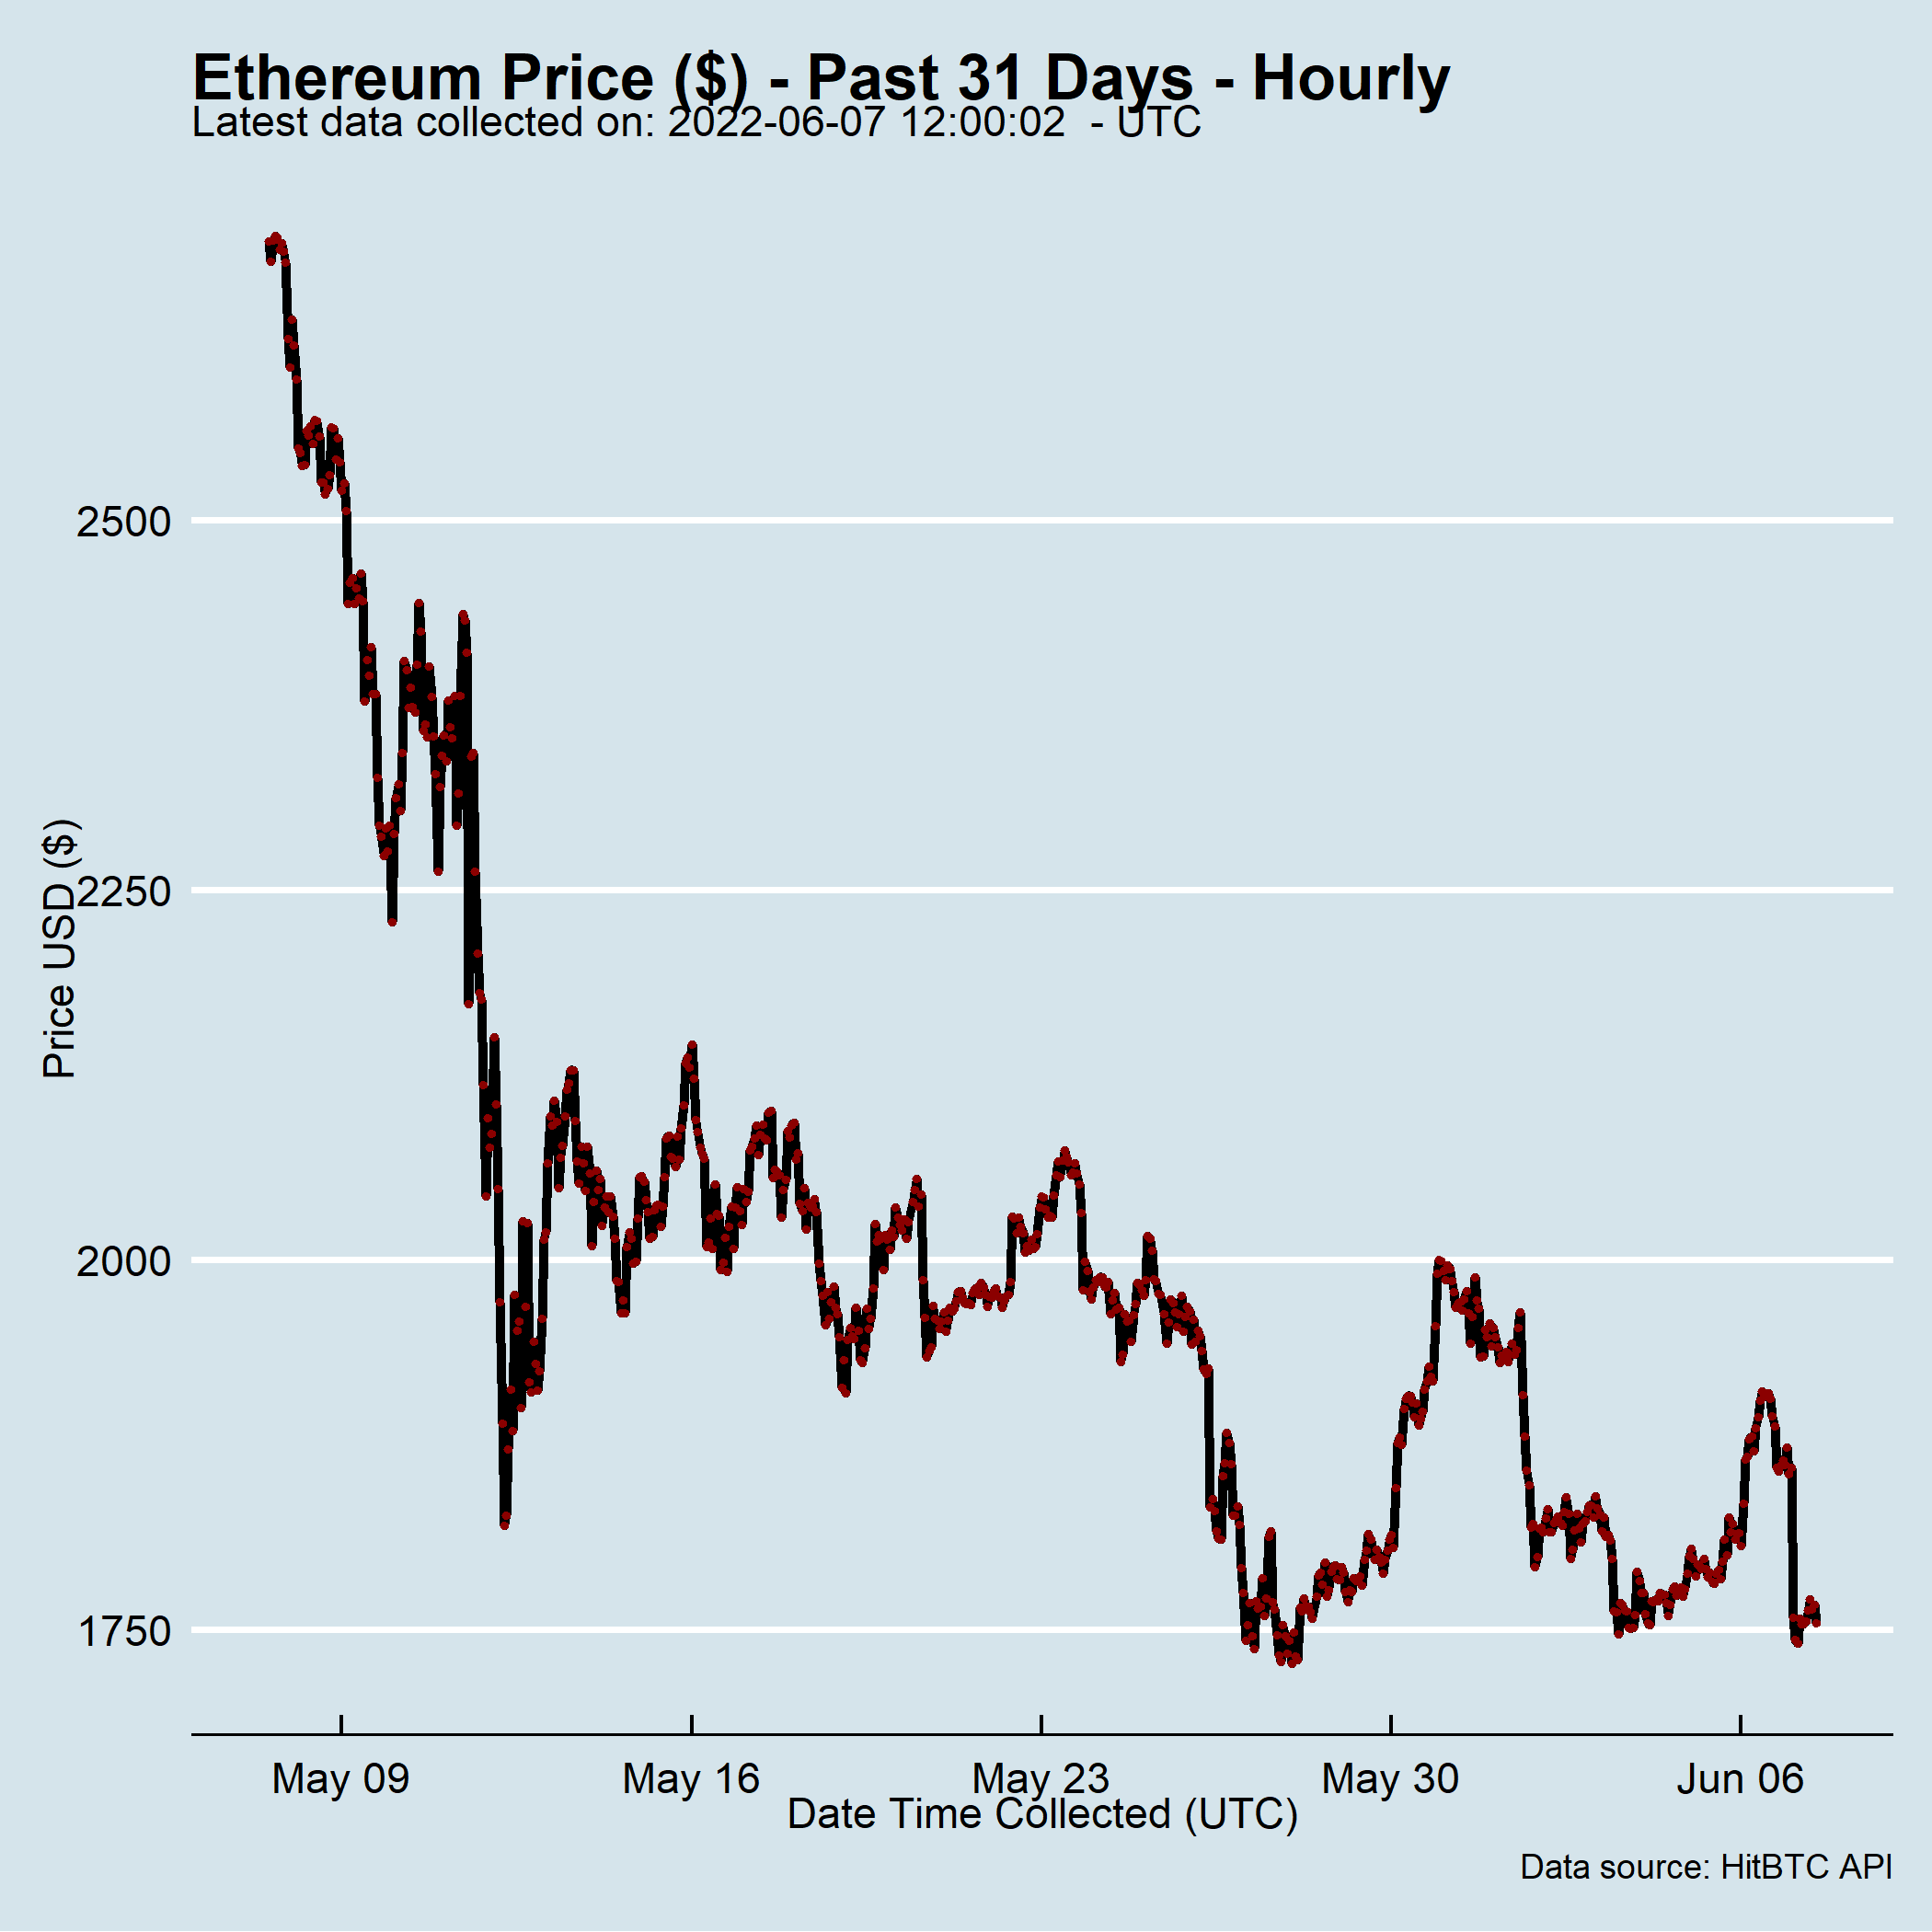 Ethereum Price ($) - Past 31 Days - Hourly
Latest data collected on: 2022-06-07 12:00:02  - UTC
Price USD ($)
2500
2250
2000
1750
May 09
May 16
May 23
May 30
Jun 06
Date Time Collected (UTC)
Data source: HitBTC API